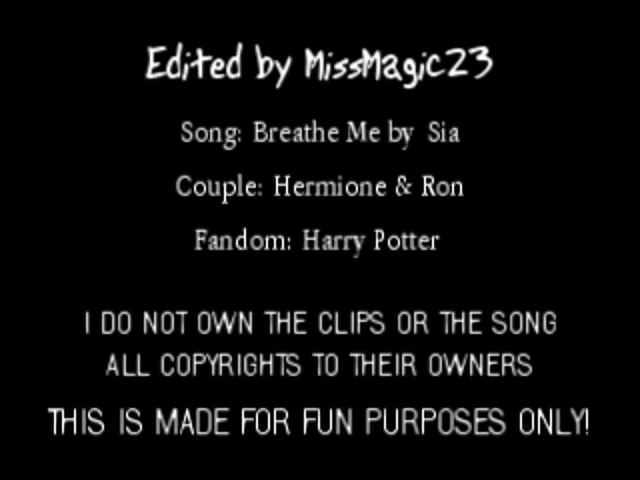 Edited by MissMagic23
Song: Breathe Me by Sia
Couple: Hermione & Ron
Fandom: Harry Potter
I DO NOT OWN THE CLIPS OR THE SONG
ALL COPYRIGHTS TO THEIR OWNERS
THIS IS MADE FOR FUN PURPOSES ONLY!